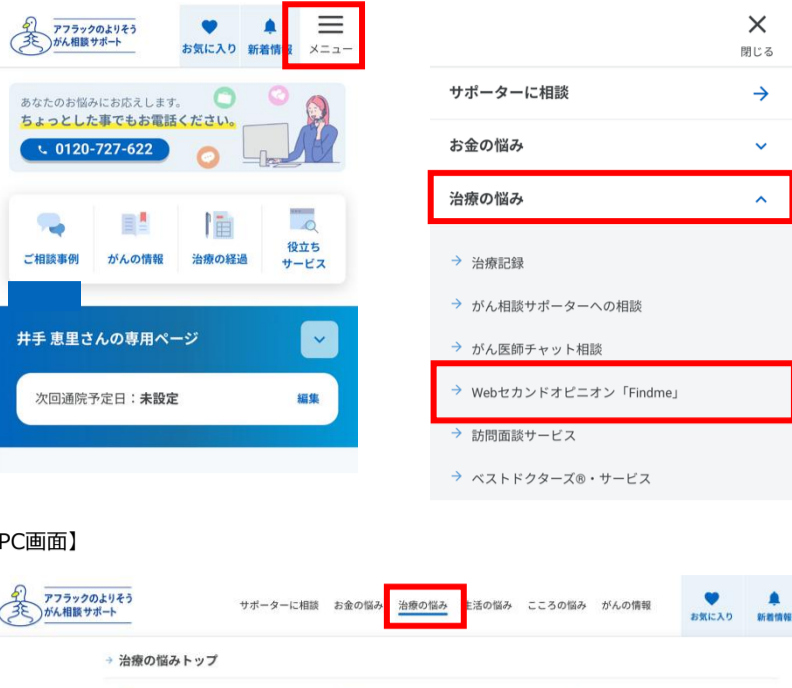 アフラックのよりそう
がん相談サポート
お気に入り
新着情報
メニュー
あなたのお悩みにお応えします。
ちょっとした事でもお電話ください。
0120-727-622
ご相談事例
がんの情報
治療の経過
役立ち
サービス
井手 恵里さんの専用ページ
次回通院予定日：未設定
編集
閉じる
サポーターに相談
お金の悩み
治療の悩み
治療記録
がん相談サポーターへの相談
がん医師チャット相談
Webセカンドオピニオン「Findme」
訪問面談サービス
ベストドクターズ®・サービス
PC画面】
アフラックのよりそう
がん相談サポート
サポーターに相談 お金の悩み 治療の悩み 生活の悩み こころの悩み がんの情報
お気に入り
新着情報
治療の悩みトップ